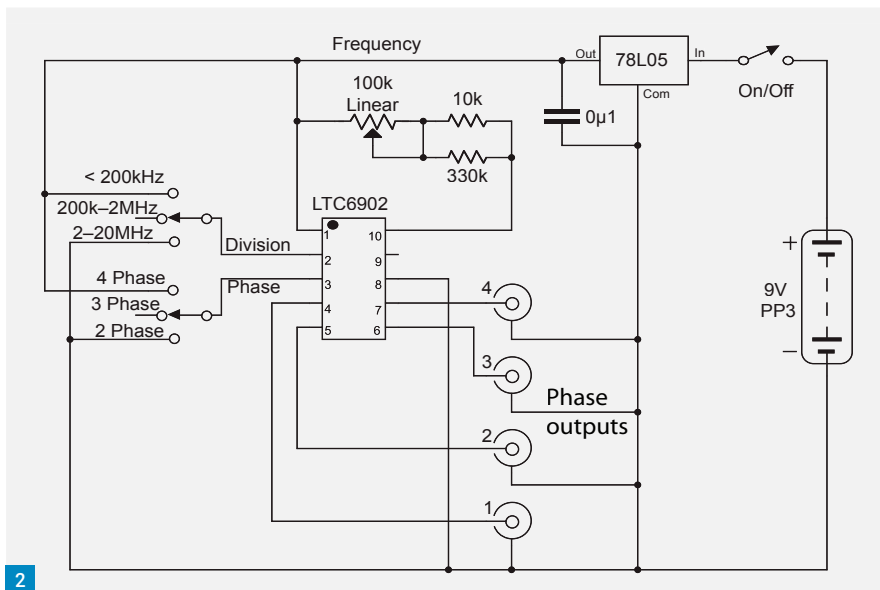 Frequency
Out
78L05
In
Com
On/Off
100k
Linear
10k
330k
0µ1
< 200kHz
200k–2MHz
2–20MHz
Division
4 Phase
3 Phase
2 Phase
Phase
LTC6902
1
2
3
4
5
10
9
8
7
6
4
3
2
1
Phase
outputs
+
9V
PP3
–
2